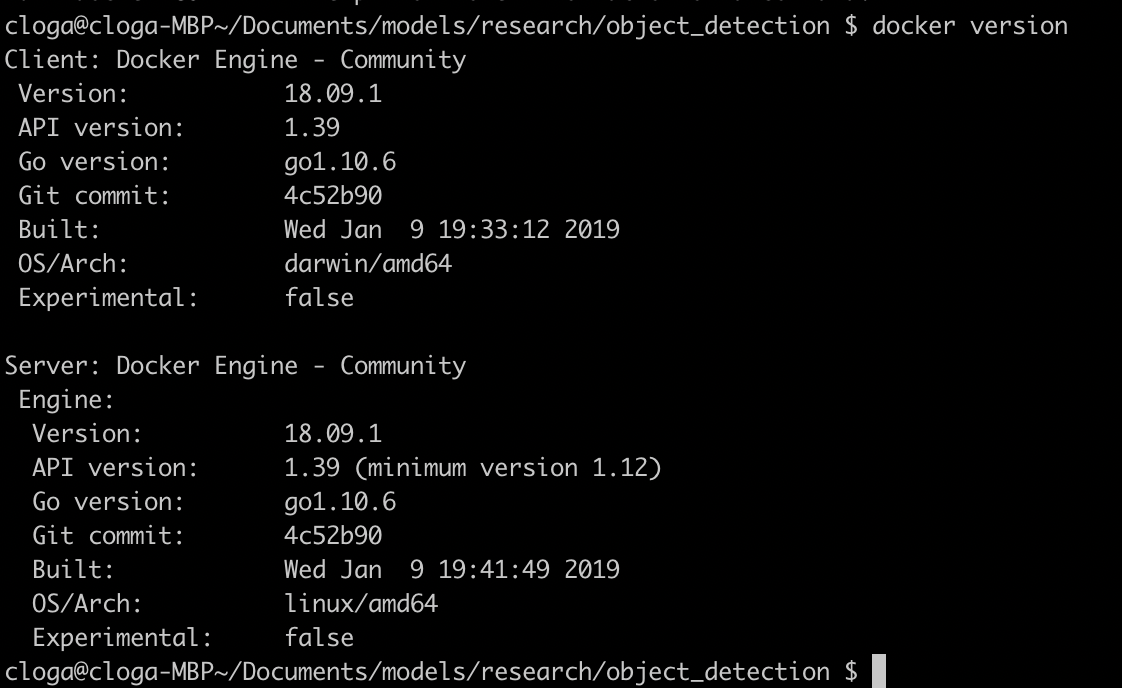 cloga@cloga-MBP~/Documents/models/research/object_detection $ docker version
Client: Docker Engine - Community
 Version:           18.09.1
 API version:       1.39
 Go version:        go1.10.6
 Git commit:        4c52b90
 Built:             Wed Jan  9 19:33:12 2019
 OS/Arch:           darwin/amd64
 Experimental:      false

Server: Docker Engine - Community
 Engine:
  Version:          18.09.1
  API version:      1.39 (minimum version 1.12)
  Go version:       go1.10.6
  Git commit:       4c52b90
  Built:            Wed Jan  9 19:41:49 2019
  OS/Arch:          linux/amd64
  Experimental:     false
cloga@cloga-MBP~/Documents/models/research/object_detection $